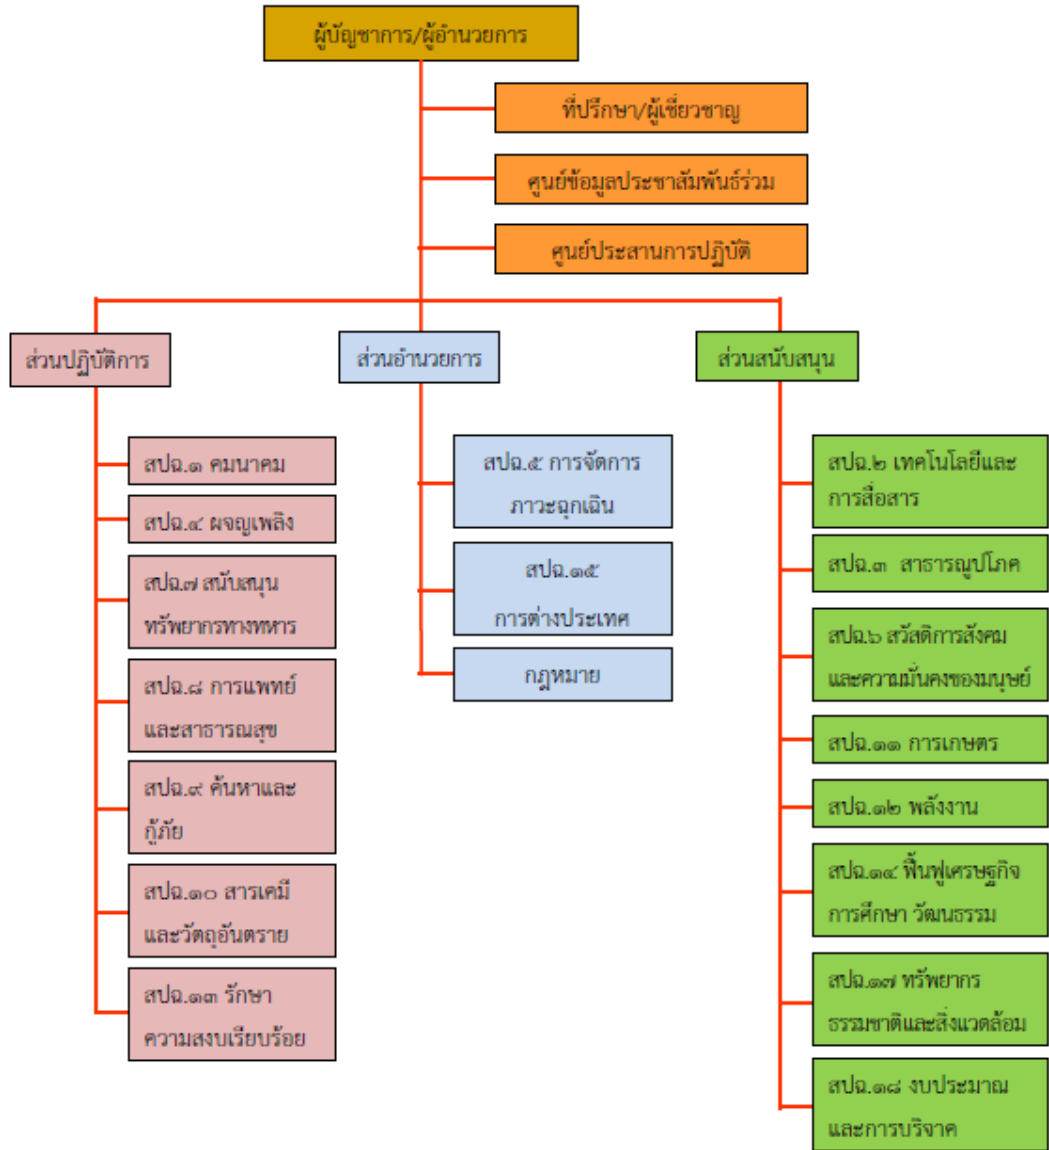 ผู้บัญชาการ/ผู้อำนวยการ
ที่ปรึกษา/ผู้เชี่ยวชาญ
ศูนย์ข้อมูลประชาสัมพันธ์ร่วม
ศูนย์ประสานการปฏิบัติ
ส่วนปฏิบัติการ
สปฉ.๑ คมนาคม
สปฉ.๔ ผจญเพลิง
สปฉ.๗ สนับสนุน
ทรัพยากรทางทหาร
สปฉ.๘ การแพทย์
และสาธารณสุข
สปฉ.๙ ค้นหาและ
กู้ภัย
สปฉ.๑๐ สารเคมี
และวัตถุอันตราย
สปฉ.๑๓ รักษา
ความสงบเรียบร้อย
ส่วนอำนวยการ
สปฉ.๕ การจัดการ
ภาวะฉุกเฉิน
สปฉ.๑๕
การต่างประเทศ
กฎหมาย
ส่วนสนับสนุน
สปฉ.๒ เทคโนโลยีและ
การสื่อสาร
สปฉ.๓ สาธารณูปโภค
สปฉ.๖ สวัสดิการสังคม
และความมั่นคงของมนุษย์
สปฉ.๑๑ การเกษตร
สปฉ.๑๒ พลังงาน
สปฉ.๑๔ ฟื้นฟูเศรษฐกิจ
การศึกษา วัฒนธรรม
สปฉ.๑๗ ทรัพยากร
ธรรมชาติและสิ่งแวดล้อม
สปฉ.๑๘ งบประมาณ
และการบริจาค